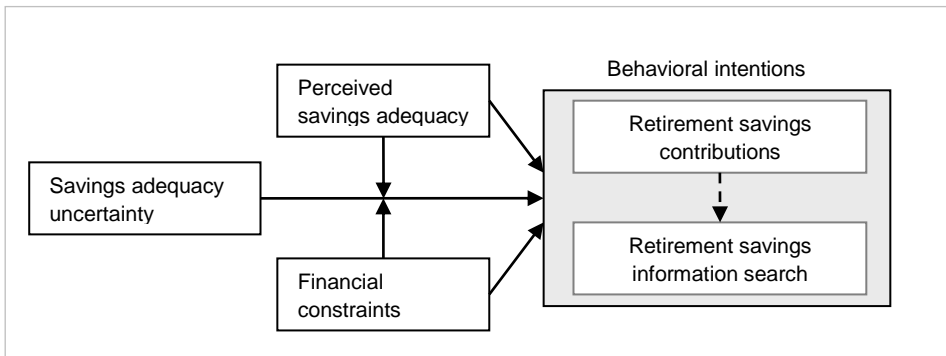 Behavioral intentions
Perceived
savings adequacy
Retirement savings
contributions
Savings adequacy
uncertainty
Retirement savings
information search
Financial
constraints